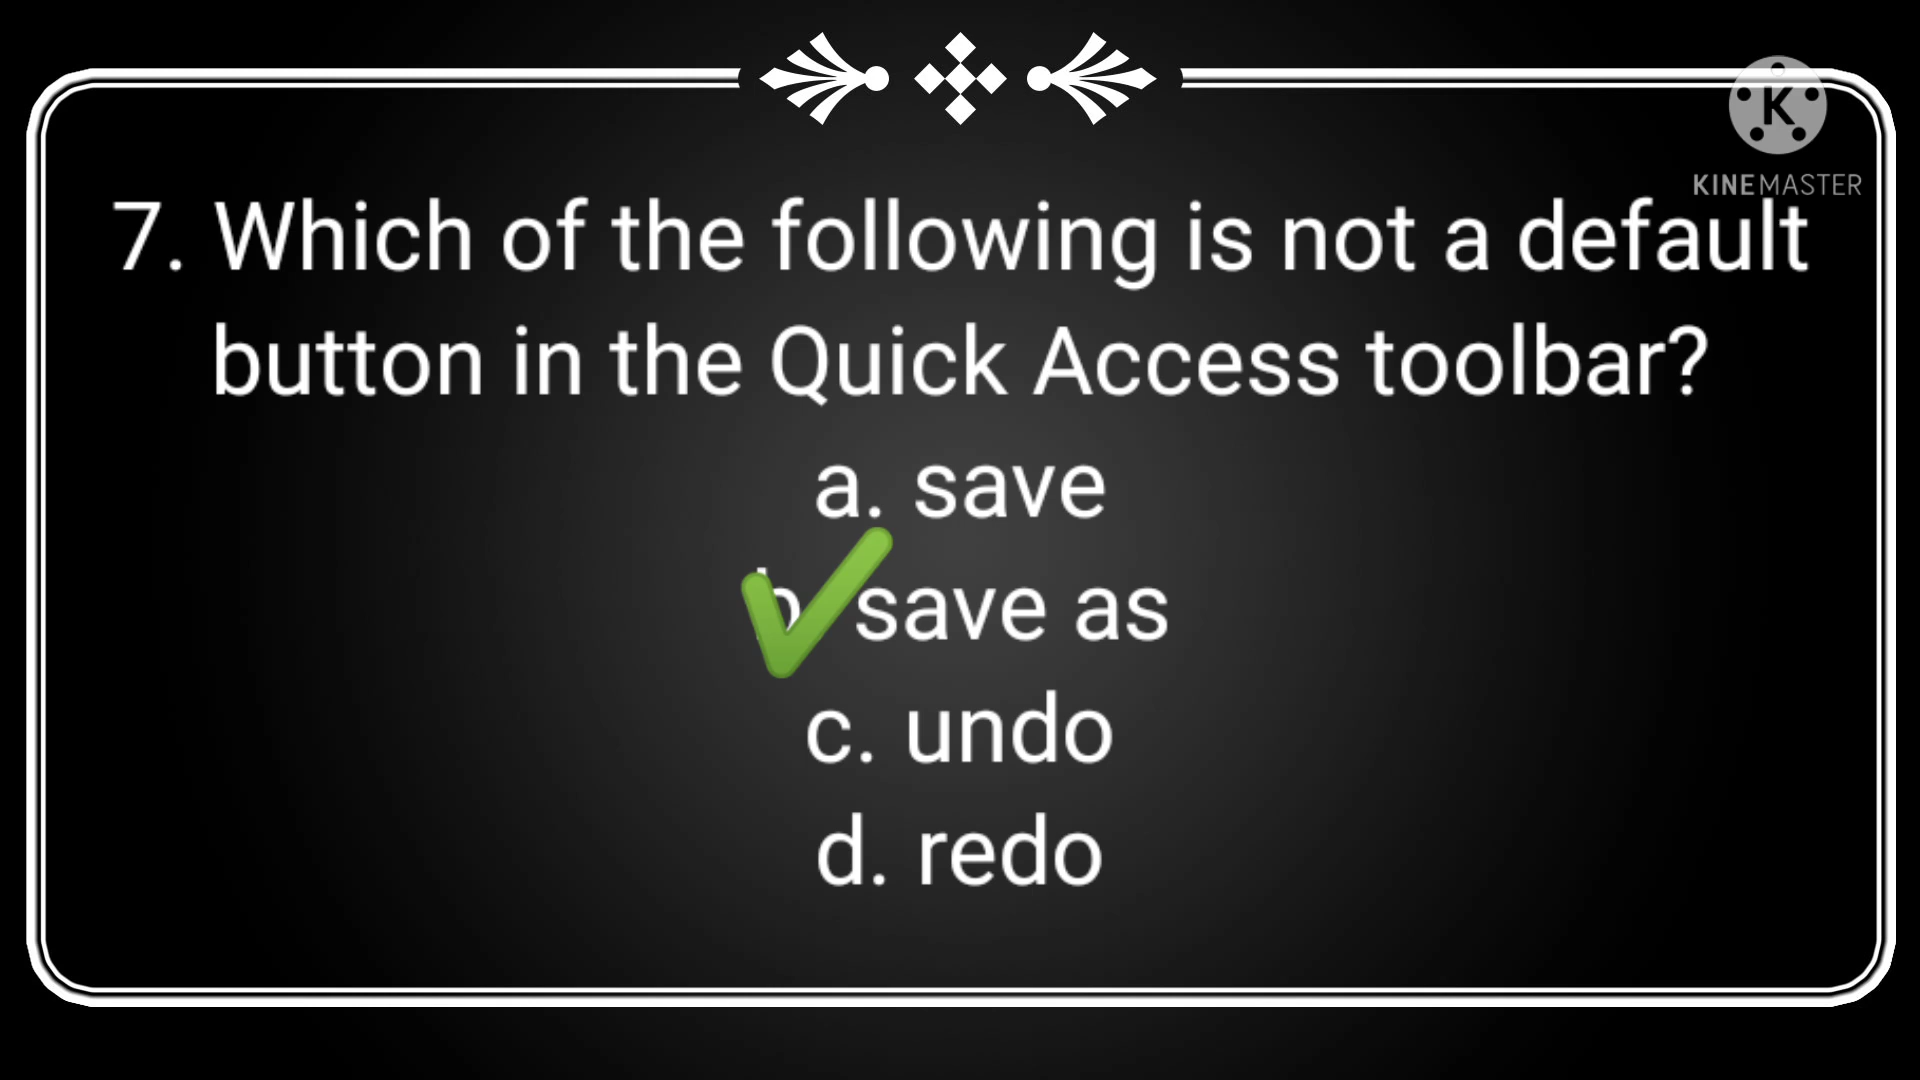 K
KINEMASTER
7. Which of the following is not a default
button in the Quick Access toolbar?
a. save
b. save as
c. undo
d. redo